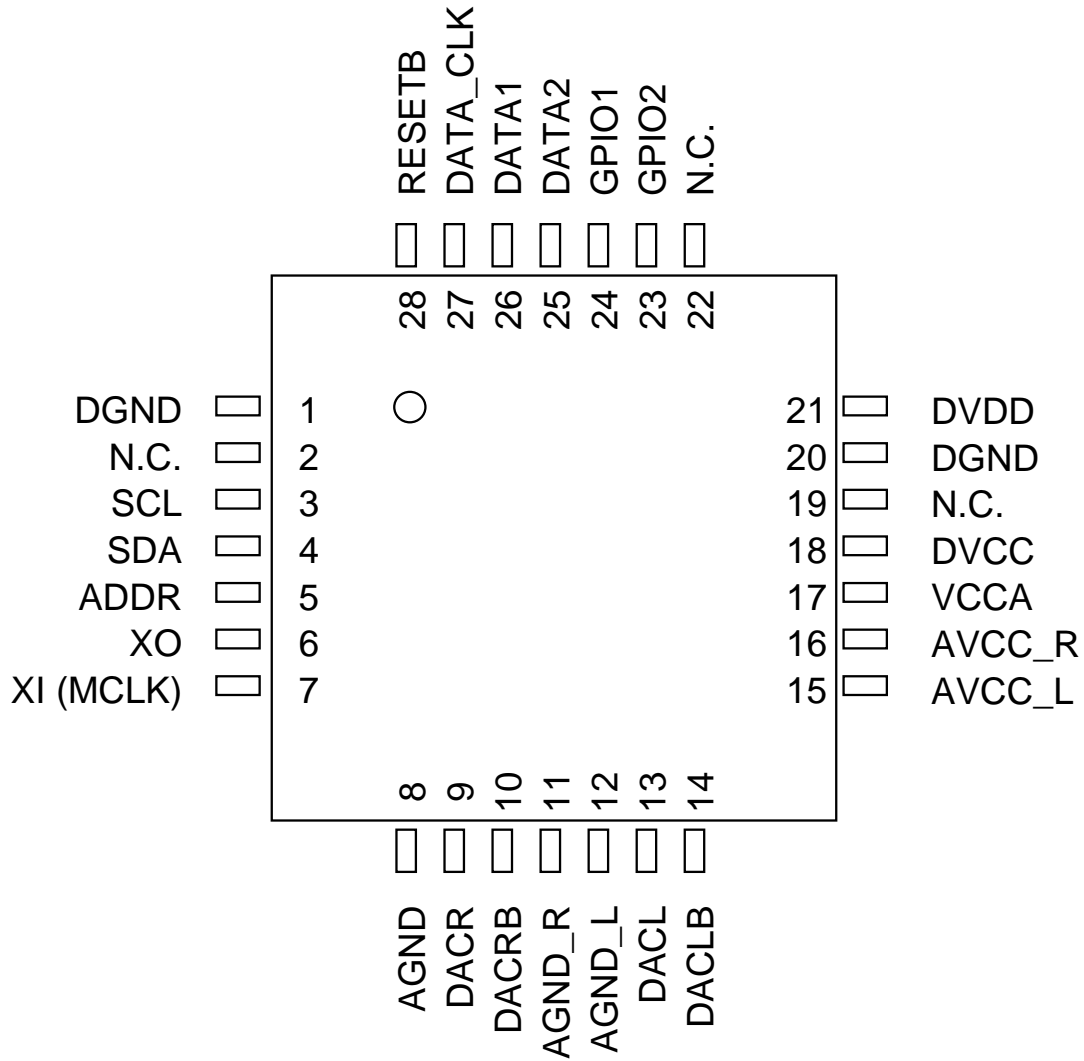 RESETB
DATA_CLK
DATA1
DATA2
GPIO1
GPIO2
N.C.
28
27
26
25
24
23
22
DGND 1
N.C. 2
SCL 3
SDA 4
ADDR 5
XO 6
XI (MCLK) 7
21 DVDD
20 DGND
19 N.C.
18 DVCC
17 VCCA
16 AVCC_R
15 AVCC_L
8
9
10
11
12
13
14
AGND
DACR
DACRB
AGND_R
AGND_L
DACL
DACLB